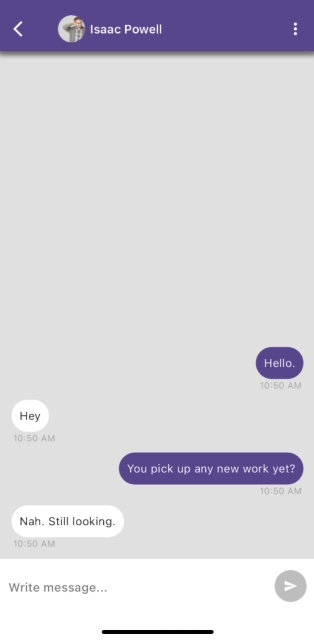 Isaac Powell
Hello.
10:50 AM
Hey
10:50 AM
You pick up any new work yet?
10:50 AM
Nah. Still looking.
10:50 AM
Write message...